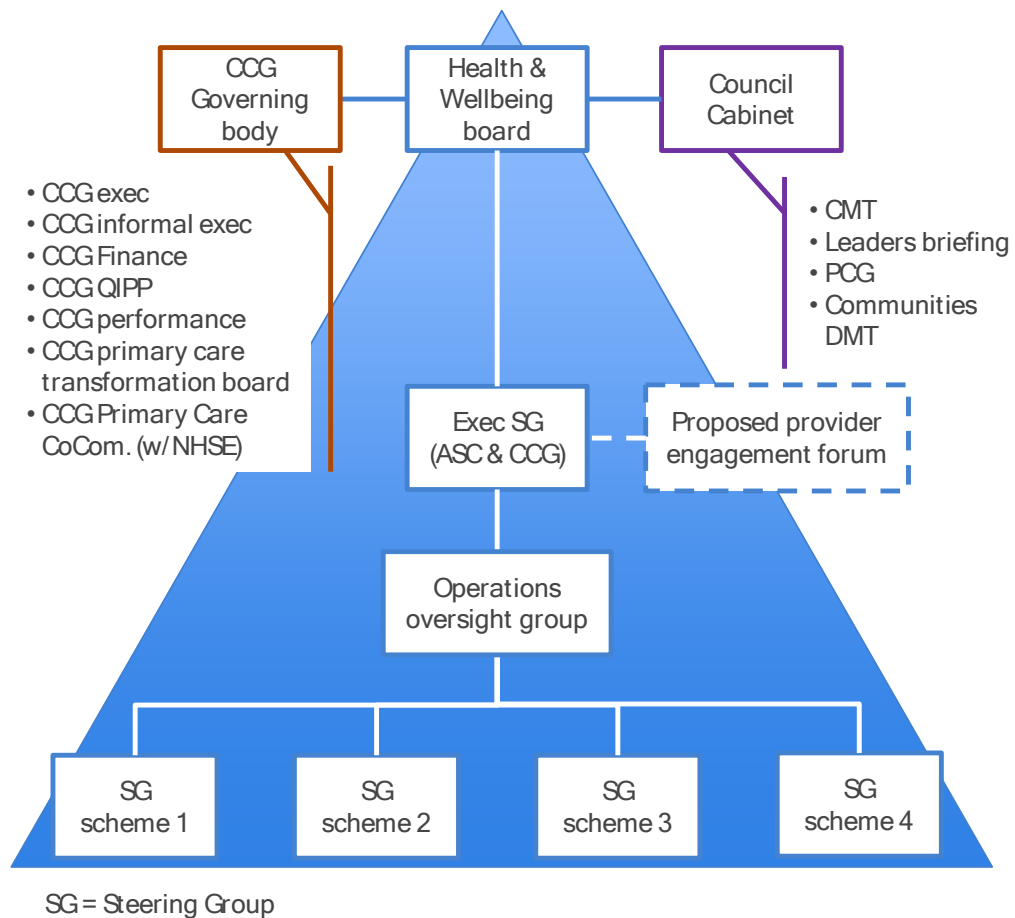 CCG
Governing
body
Health &
Wellbeing
board
Council
Cabinet
• CCG exec
• CCG informal exec
• CCG Finance
• CCG QIPP
• CCG performance
• CCG primary care
transformation board
• CCG Primary Care
CoCom. (w/ NHSE)
• CMT
• Leaders briefing
• PCG
• Communities
DMT
Exec SG
(ASC & CCG)
Proposed provider
engagement forum
Operations
oversight group
SG
scheme 1
SG
scheme 2
SG
scheme 3
SG
scheme 4
SG = Steering Group